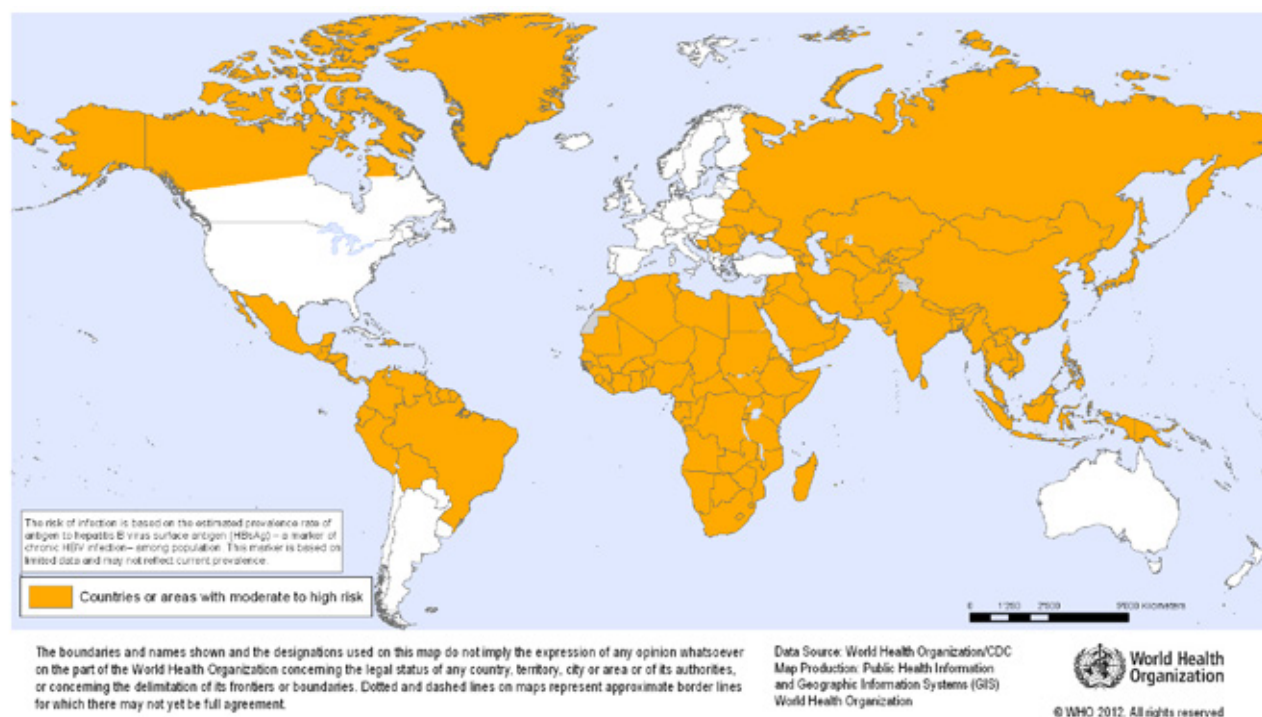 The risk of infection is based on the estimated prevalence rate of
antigen to hepatitis B virus surface antigen (HBsAg) – a marker of
chronic HBV infection– among population. This marker is based on
limited data and may not reflect current prevalence.
Countries or areas with moderate to high risk
0 1'250 2'500 5'000 Kilometers
The boundaries and names shown and the designations used on this map do not imply the expression of any opinion whatsoever
on the part of the World Health Organization concerning the legal status of any country, territory, city or area or of its authorities,
or concerning the delimitation of its frontiers or boundaries. Dotted and dashed lines on maps represent approximate border lines
for which there may not yet be full agreement.
Data Source: World Health Organization/CDC
Map Production: Public Health Information
and Geographic Information Systems (GIS)
World Health Organization
World Health
Organization
© WHO 2012. All rights reserved